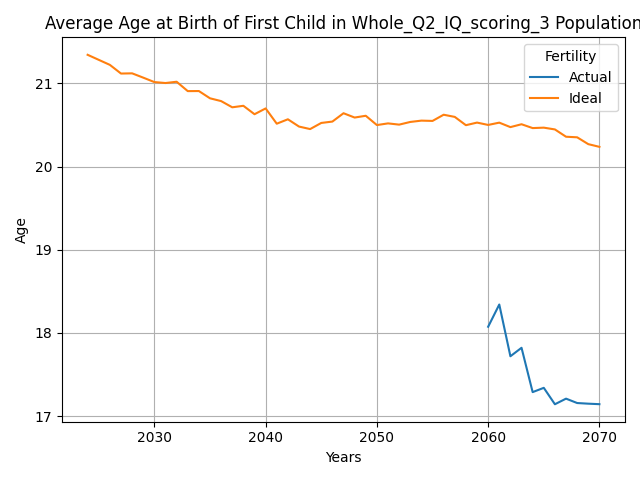 Average Age at Birth of First Child in Whole_Q2_IQ_scoring_3 Population
Fertility
Actual
Ideal
21
20
19
18
17
Age
2030
2040
2050
2060
2070
Years